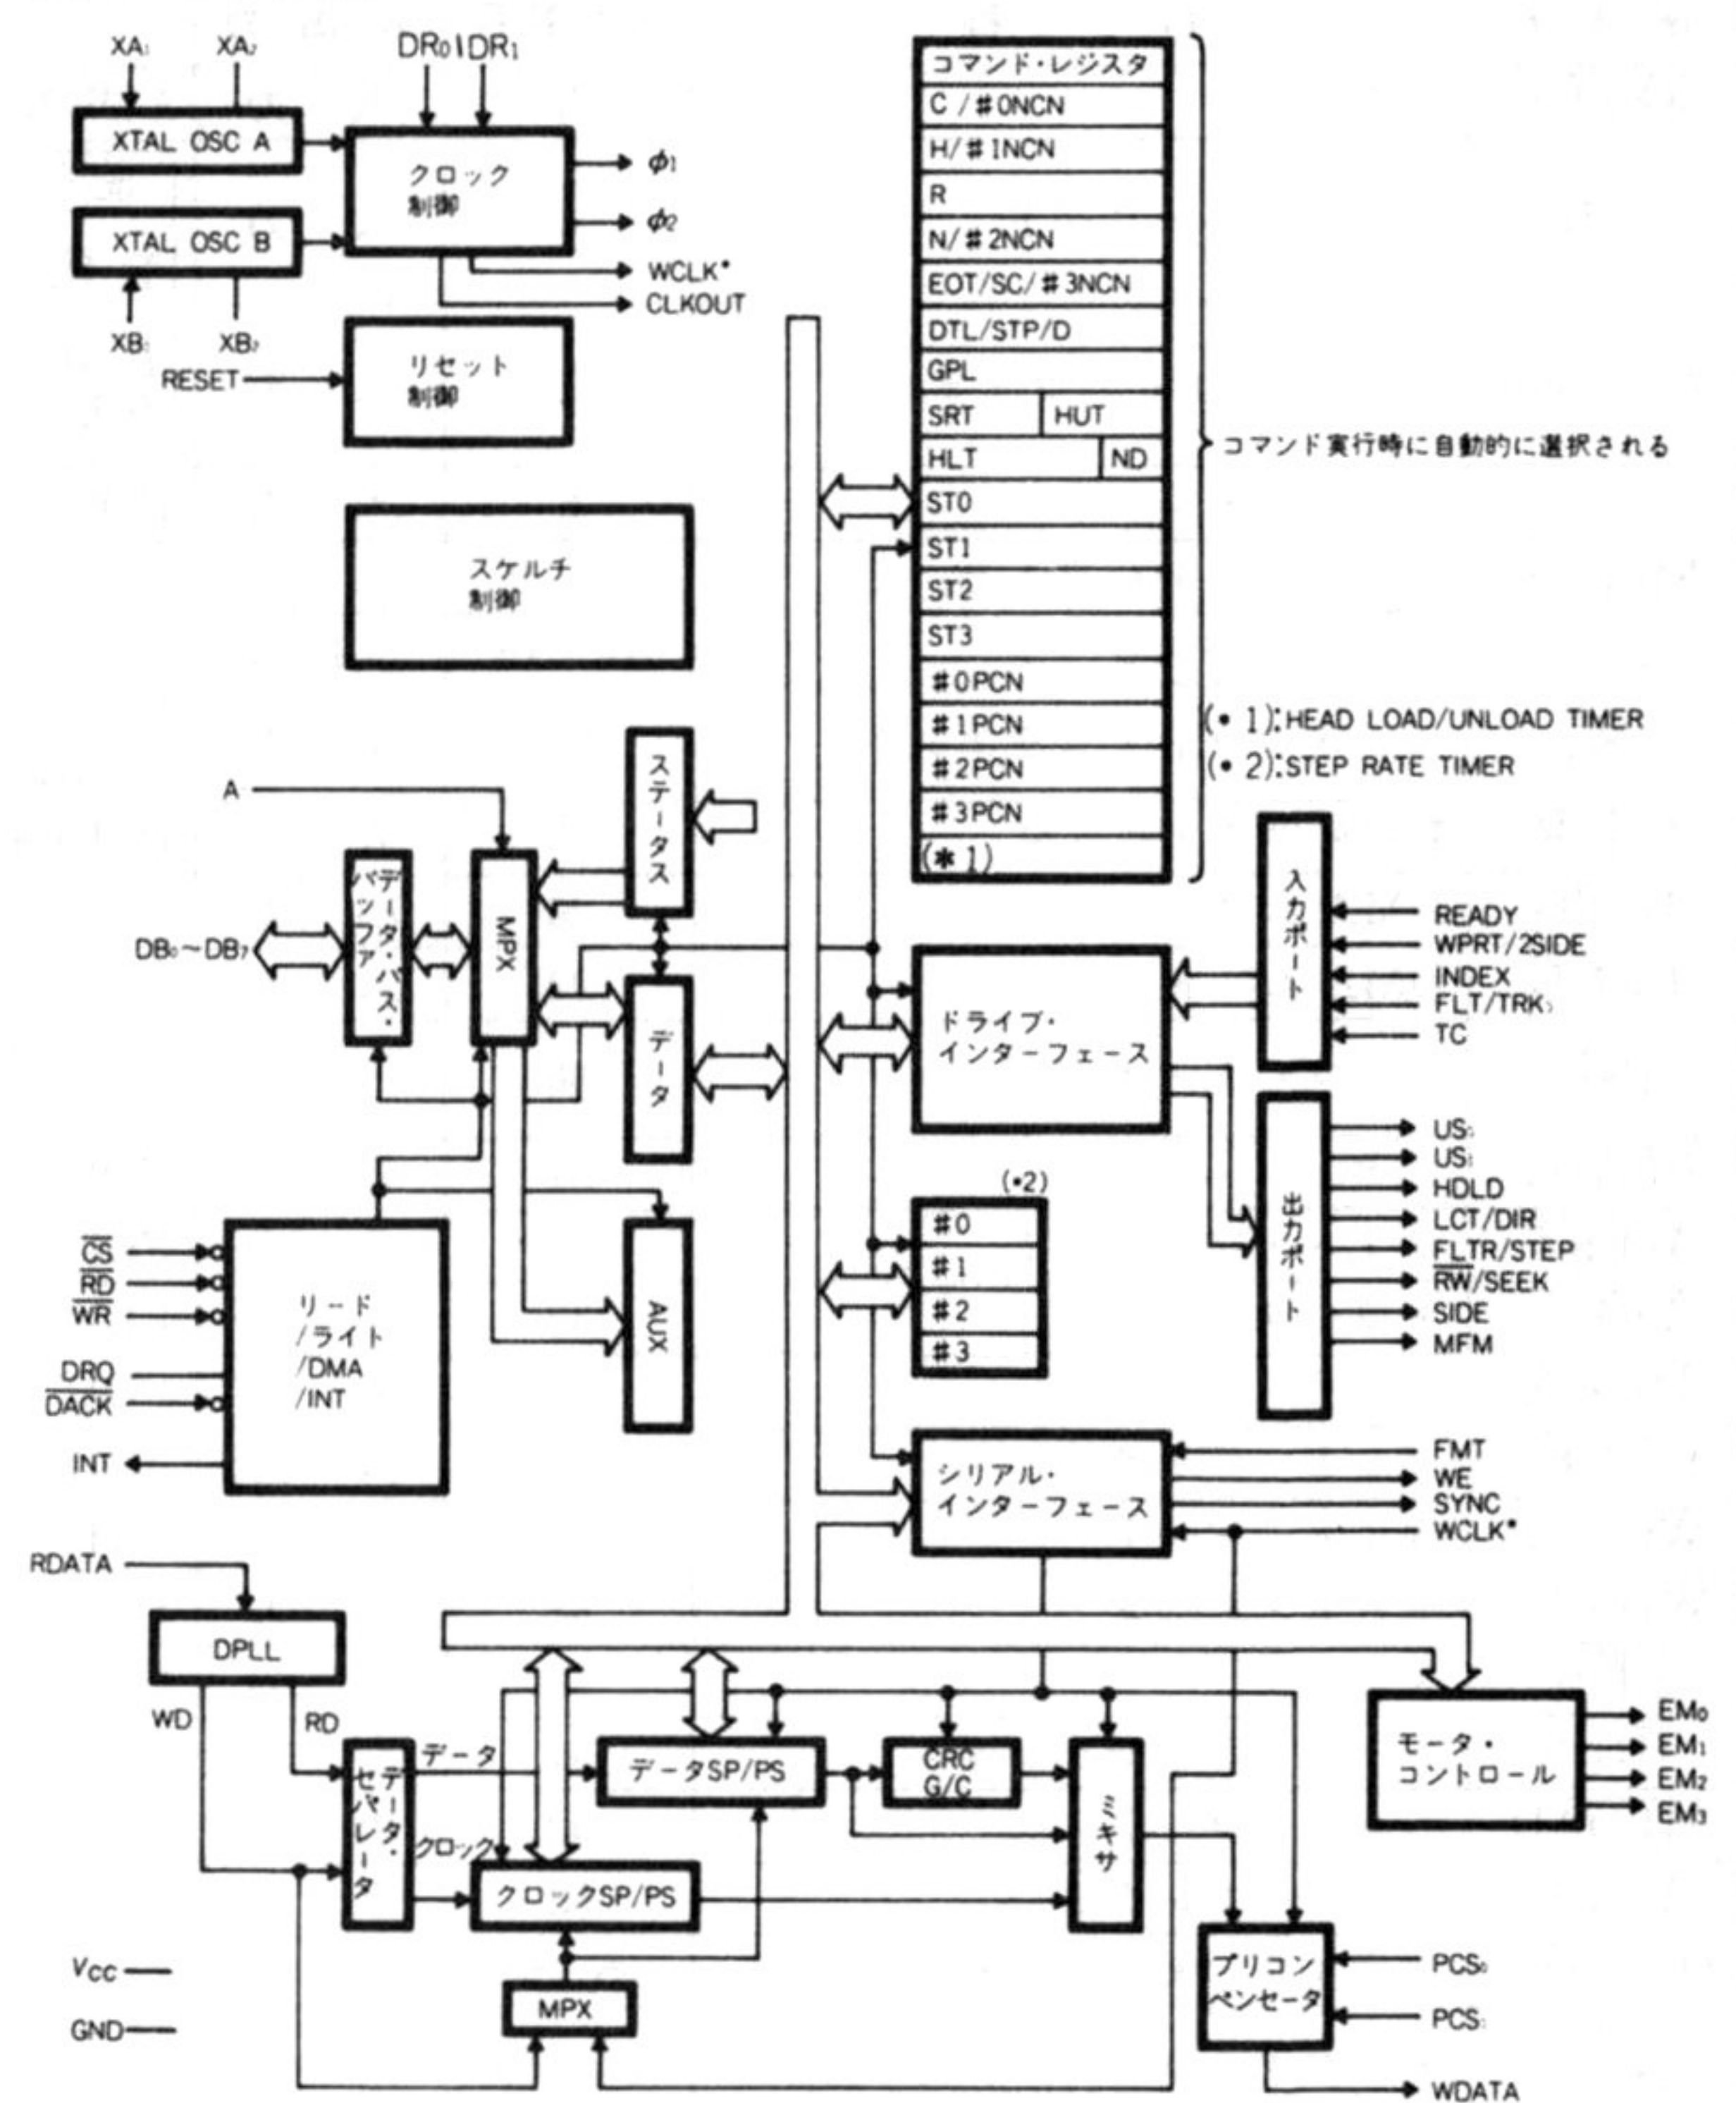 XA₁
XA₂
DR₀
DR₁
XTAL OSC A
クロック
制御
φ1
φ2
XTAL OSC B
WCLK*
CLKOUT
XB₁
XB₂
RESET
リセット
制御
スケルチ
制御
コマンド・レジスタ
C /#0NCN
H/#1NCN
R
N/#2NCN
EOT/SC/#3NCN
DTL/STP/D
GPL
SRT
HUT
HLT
ND
ST0
ST1
ST2
ST3
#0PCN
#1PCN
#2PCN
#3PCN
(*1)
コマンド実行時に自動的に選択される
(*1):HEAD LOAD/UNLOAD TIMER
(*2):STEP RATE TIMER
A
ステータス
データ・バス・
バッファ
MPX
DB₀~DB₇
データ
ドライブ・
インターフェース
入力ポート
READY
WPRT/2SIDE
INDEX
FLT/TRK₀
TC
出力ポート
US₀
US₁
HDLD
LCT/DIR
FLTR/STEP
R̅W̅/SEEK
SIDE
MFM
(*2)
#0
#1
#2
#3
C̅S̅
R̅D̅
W̅R̅
DRQ
D̅A̅C̅K̅
INT
リード
/ライト
/DMA
/INT
AUX
シリアル・
インターフェース
FMT
WE
SYNC
WCLK*
RDATA
DPLL
WD
RD
データ・
セパレータ
データ
クロック
データSP/PS
CRC
G/C
ミキサ
クロックSP/PS
MPX
モータ・
コントロール
EM₀
EM₁
EM₂
EM₃
プリコン
ペンセータ
PCS₀
PCS₁
WDATA
VCC
GND